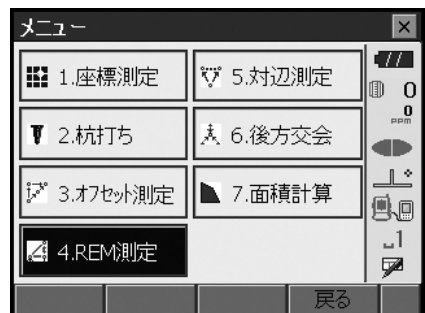 メニュー
1.座標測定
2.杭打ち
3.オフセット測定
4.REM測定
5.対辺測定
6.後方交会
7.面積計算
0
0
PPM
1
戻る